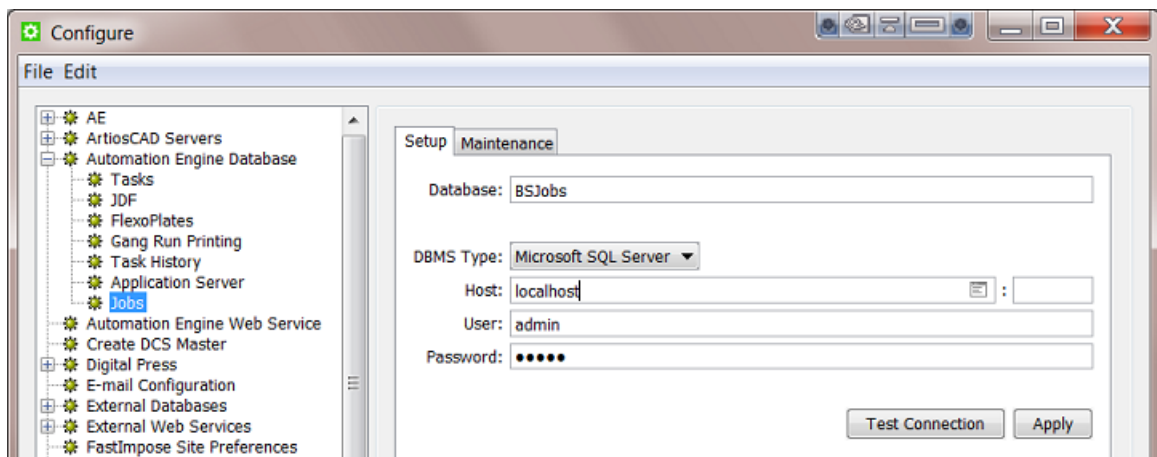 Configure
File Edit
AE
ArtiosCAD Servers
Automation Engine Database
Tasks
JDF
FlexoPlates
Gang Run Printing
Task History
Application Server
Jobs
Automation Engine Web Service
Create DCS Master
Digital Press
E-mail Configuration
External Databases
External Web Services
FastImpose Site Preferences
Setup Maintenance
Database: BSJobs
DBMS Type: Microsoft SQL Server
Host: localhost :
User: admin
Password: •••••
Test Connection Apply